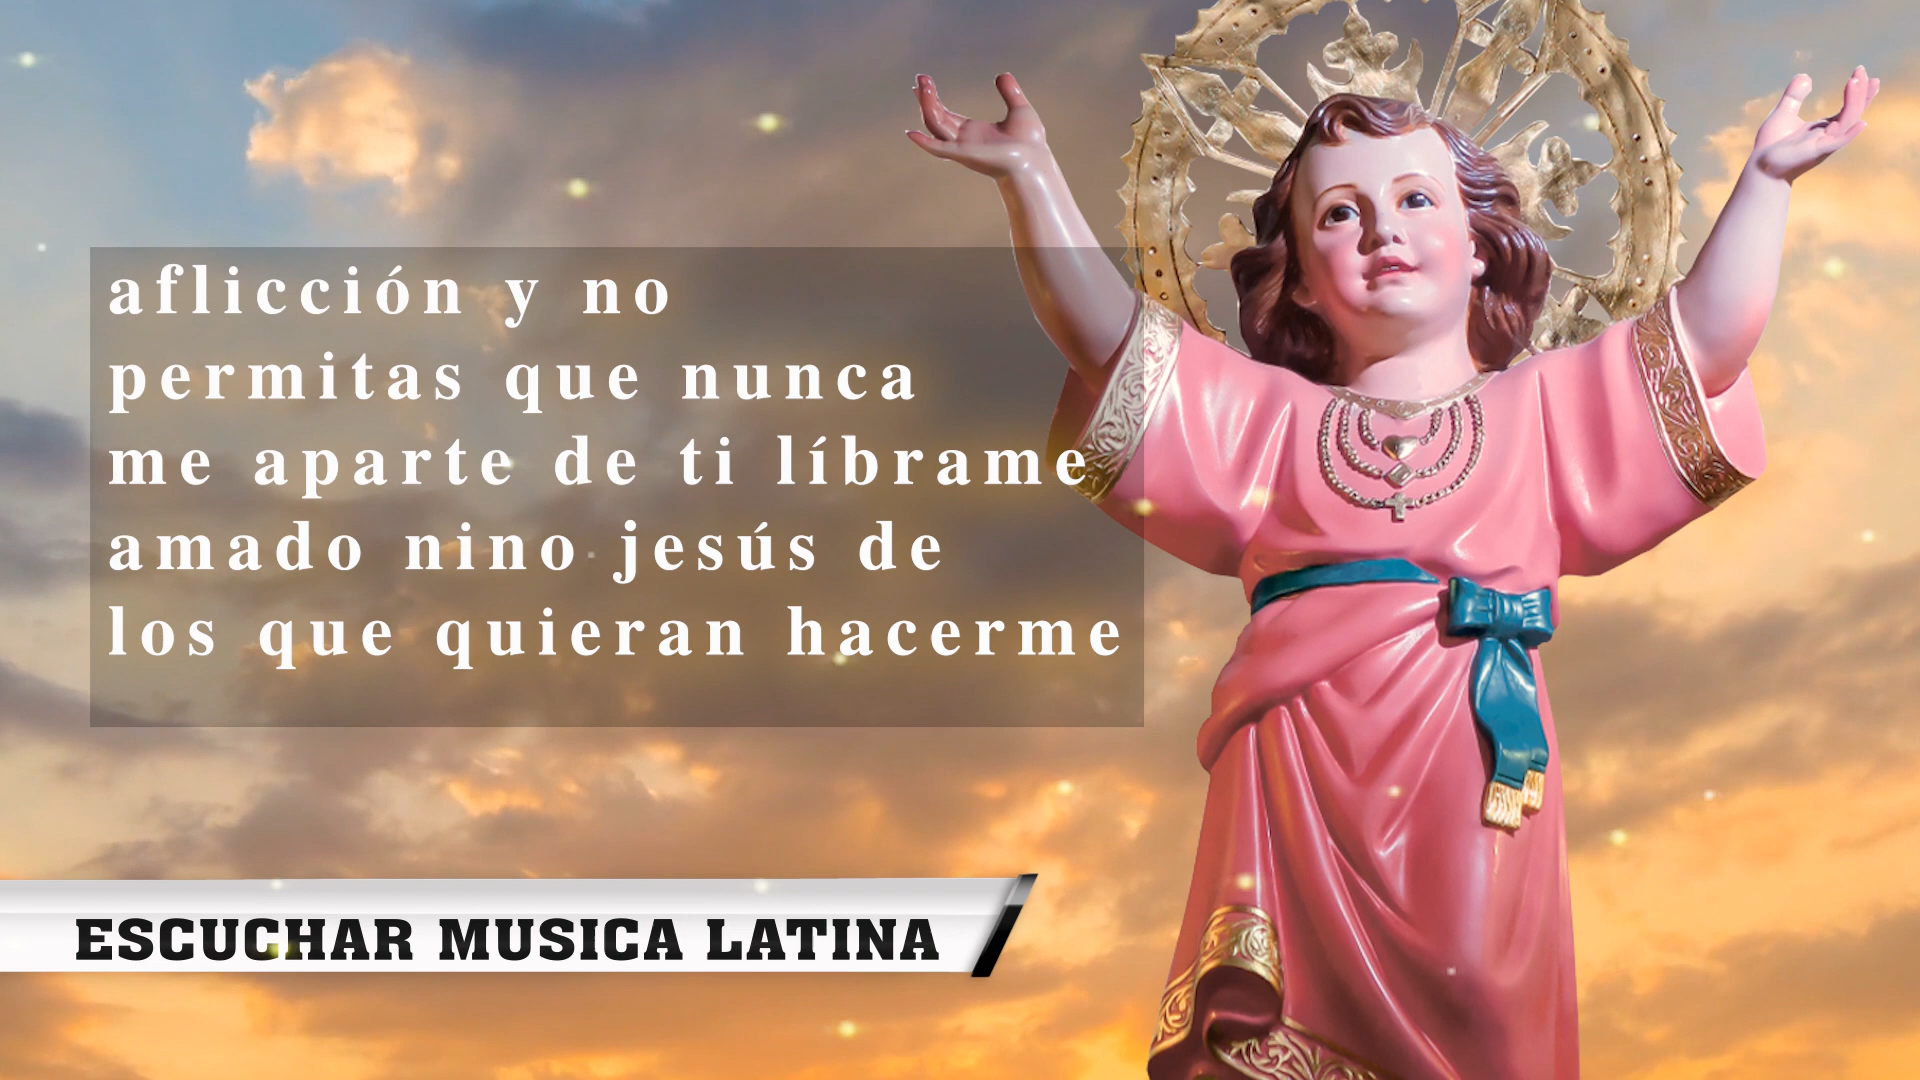 aflicción y no
permitas que nunca
me aparte de ti líbrame
amado nino jesús de
los que quieran hacerme
ESCUCHAR MUSICA LATINA